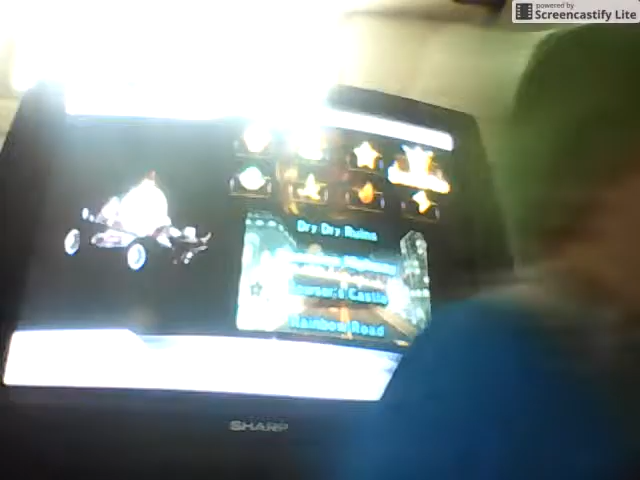 powered by
Screencastify Lite
Dry Dry Ruins
Bowser's Castle
Rainbow Road
SHARP